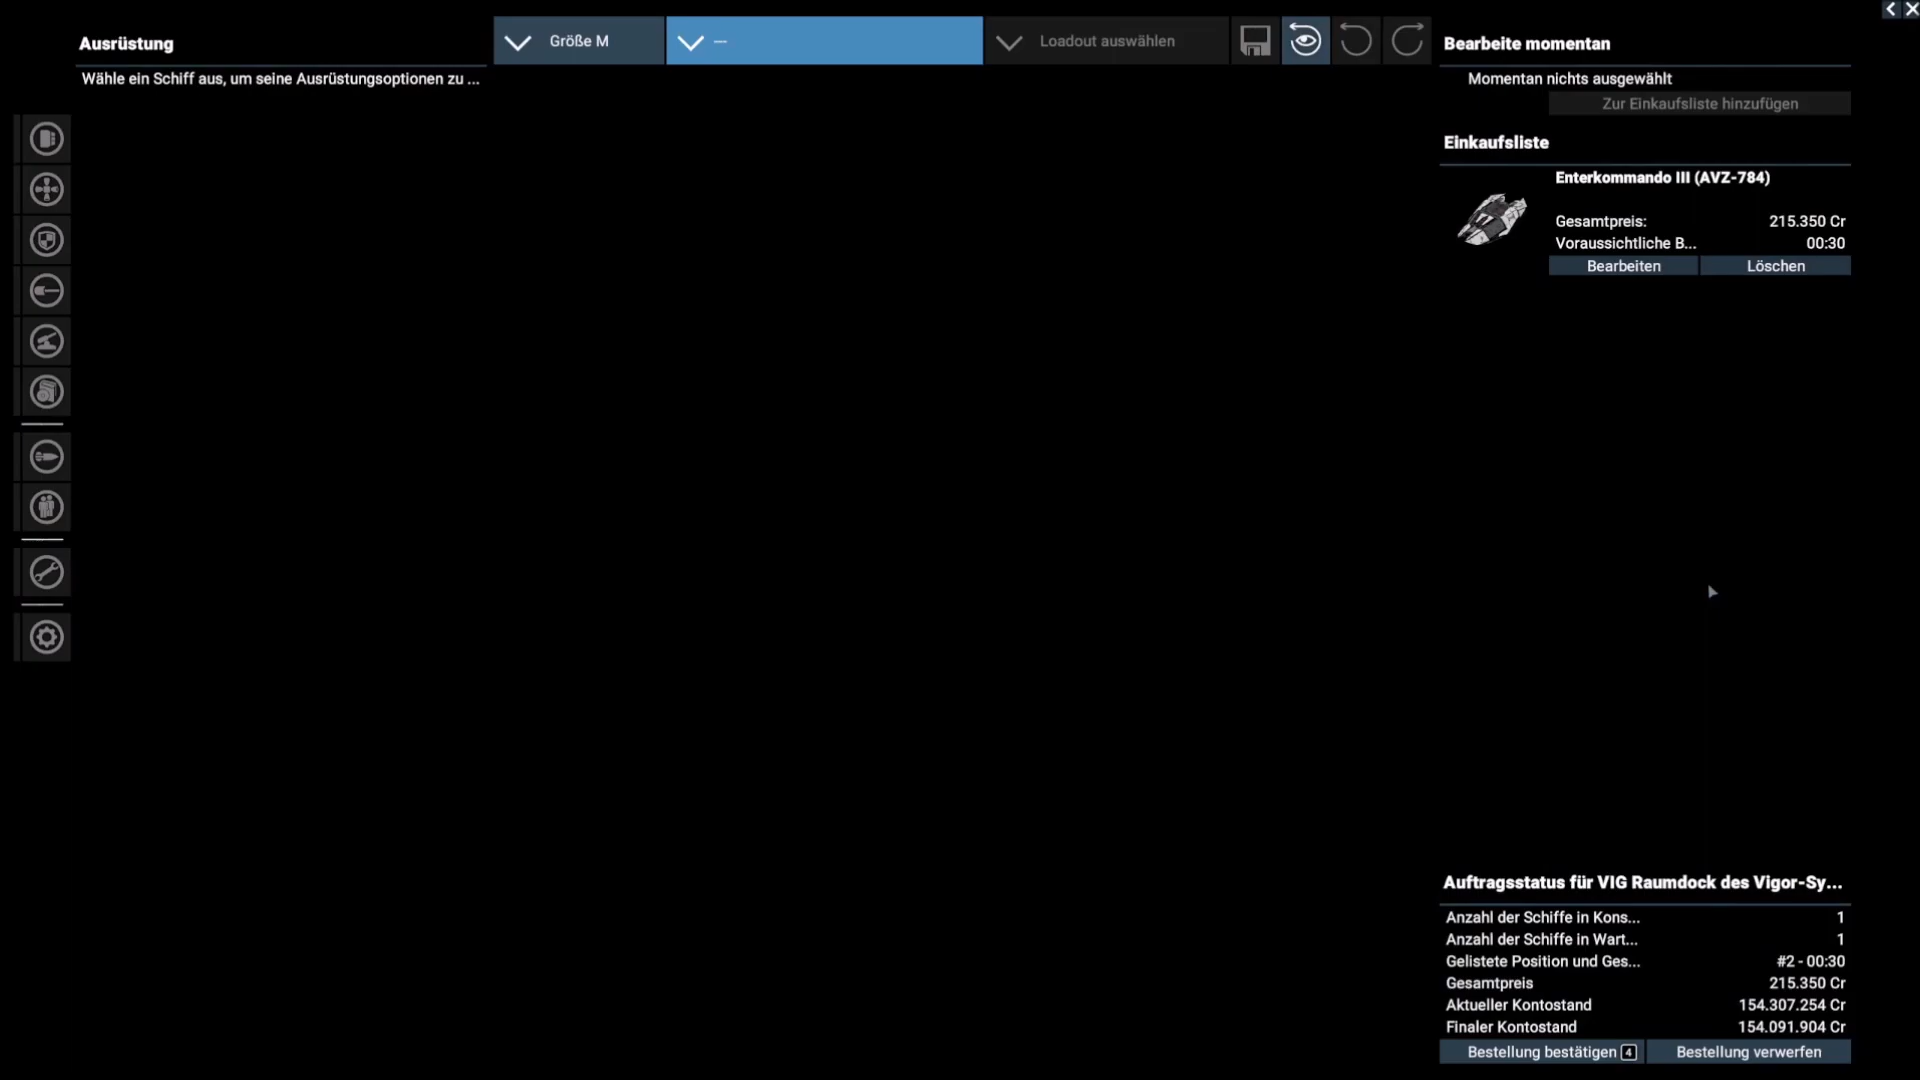 Ausrüstung
Wähle ein Schiff aus, um seine Ausrüstungsoptionen zu ...
Größe M
---
Loadout auswählen
Bearbeite momentan
Momentan nichts ausgewählt
Zur Einkaufsliste hinzufügen
Einkaufsliste
Enterkommando III (AVZ-784)
Gesamtpreis: 215.350 Cr
Voraussichtliche B... 00:30
Bearbeiten Löschen
Auftragsstatus für VIG Raumdock des Vigor-Sy...
Anzahl der Schiffe in Kons... 1
Anzahl der Schiffe in Wart... 1
Gelistete Position und Ges... #2 - 00:30
Gesamtpreis 215.350 Cr
Aktueller Kontostand 154.307.254 Cr
Finaler Kontostand 154.091.904 Cr
Bestellung bestätigen 4 Bestellung verwerfen